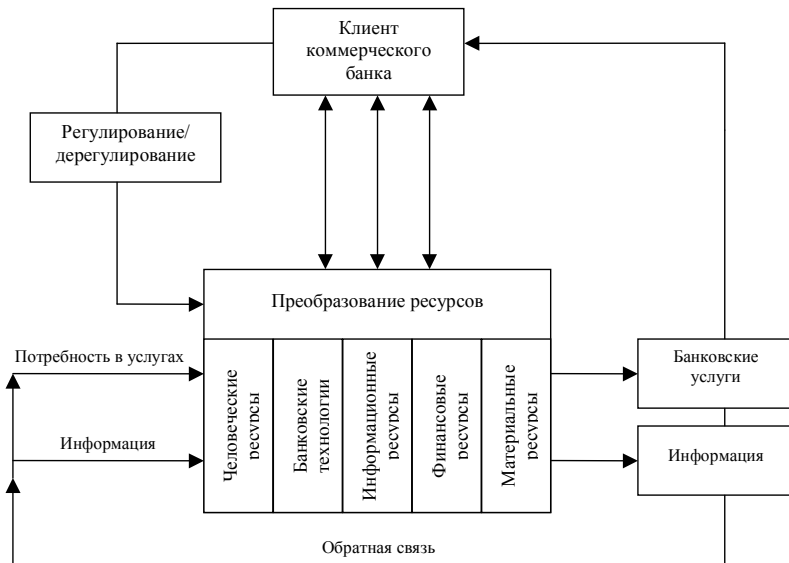 Клиент
коммерческого
банка
Регулирование/
дерегулирование
Преобразование ресурсов
Потребность в услугах
Информация
Человеческие
ресурсы
Банковские
технологии
Информационные
ресурсы
Финансовые
ресурсы
Материальные
ресурсы
Банковские
услуги
Информация
Обратная связь